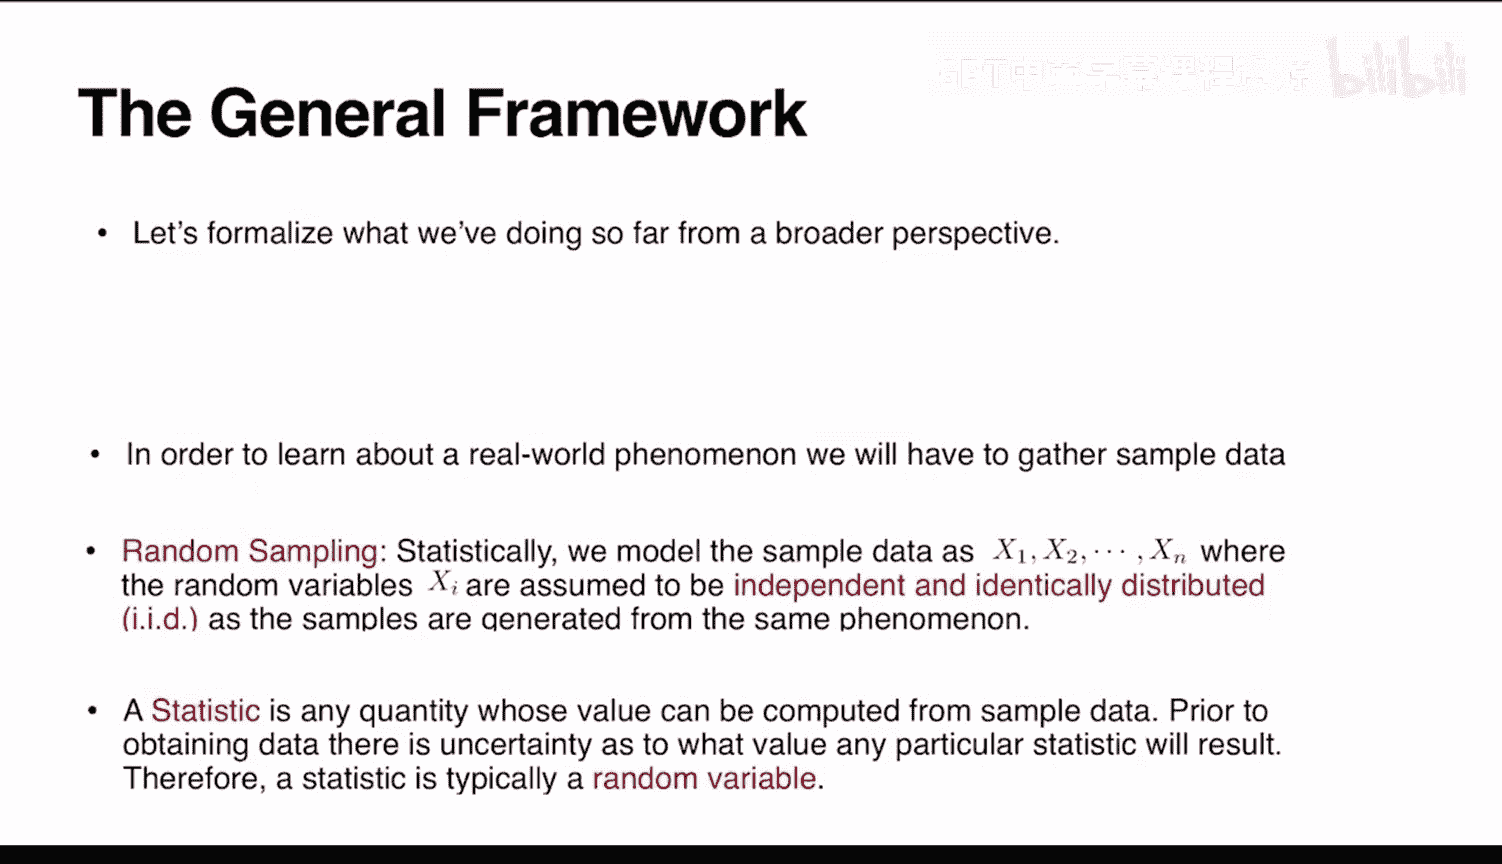 bilibili
The General Framework
• Let's formalize what we've doing so far from a broader perspective.
• In order to learn about a real-world phenomenon we will have to gather sample data
• Random Sampling: Statistically, we model the sample data as X₁, X₂, ⋯ , Xₙ where
the random variables Xᵢ are assumed to be independent and identically distributed
(i.i.d.) as the samples are generated from the same phenomenon.
• A Statistic is any quantity whose value can be computed from sample data. Prior to
obtaining data there is uncertainty as to what value any particular statistic will result.
Therefore, a statistic is typically a random variable.